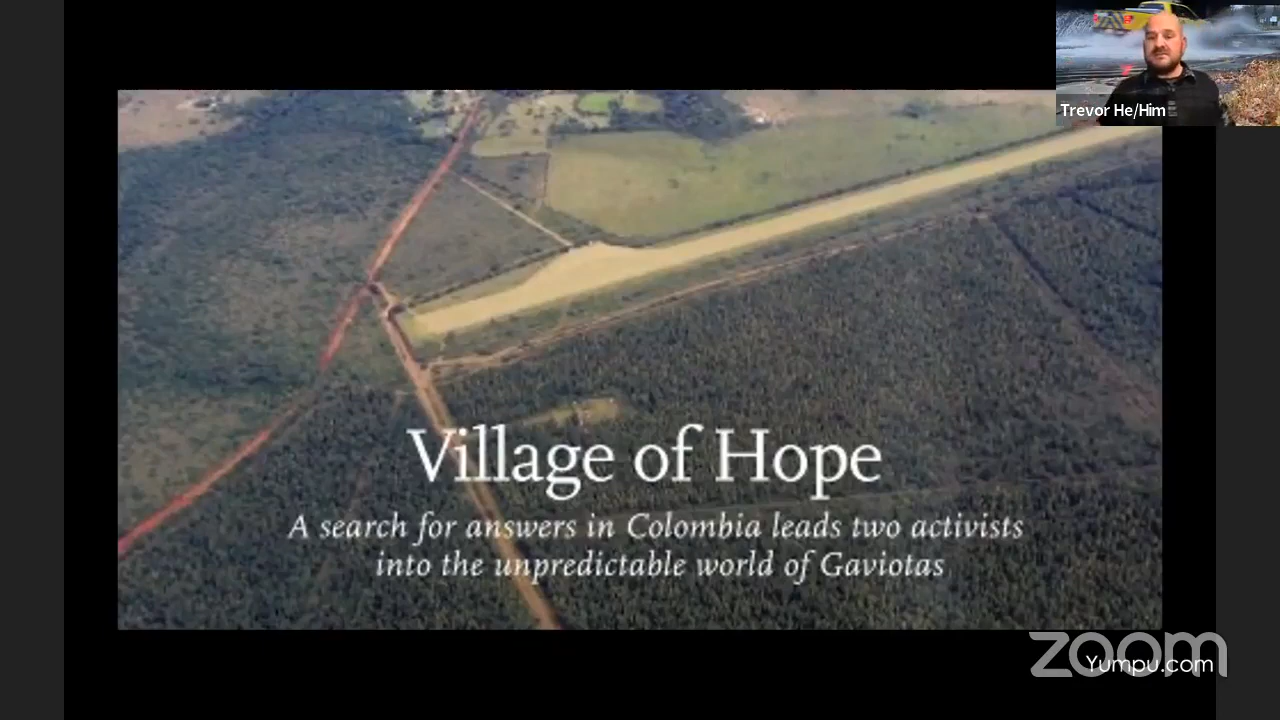 Trevor He/Him
Village of Hope
A search for answers in Colombia leads two activists
into the unpredictable world of Gaviotas
zoom
Yumpu.com